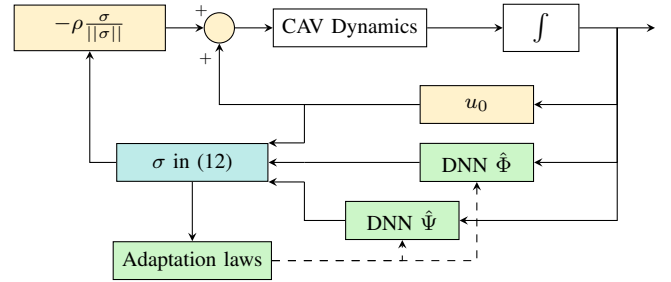 −ρ σ/||σ||
+
CAV Dynamics
∫
+
u₀
σ in (12)
DNN Φ̂
DNN Ψ̂
Adaptation laws